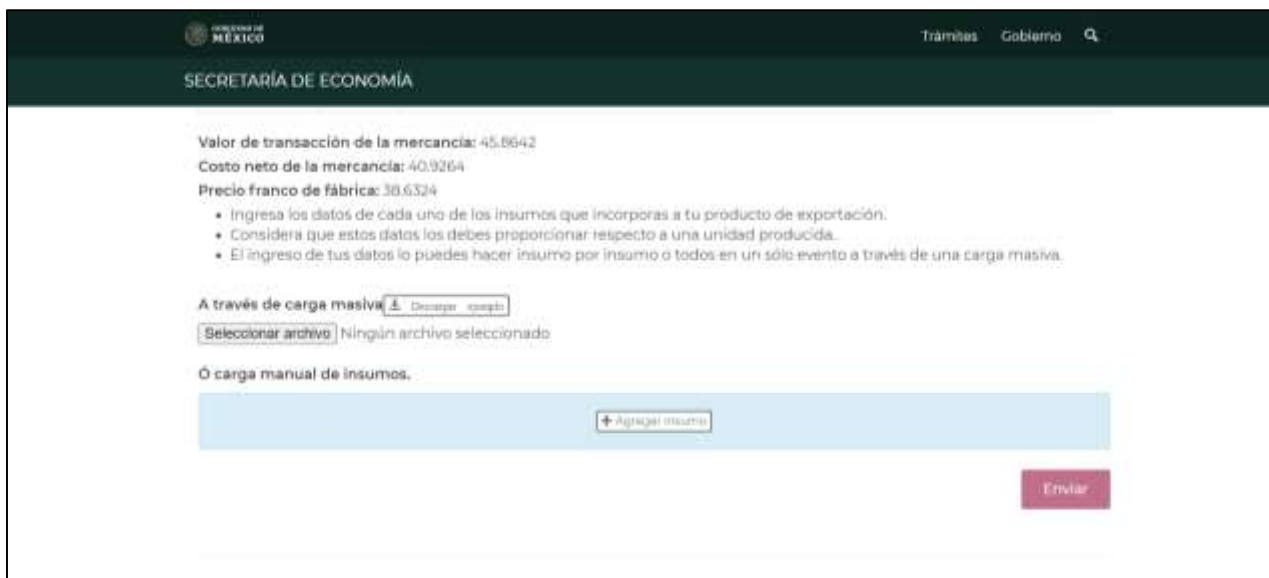 GOBIERNO DE
MÉXICO
Trámites Gobierno
SECRETARÍA DE ECONOMÍA
Valor de transacción de la mercancía: 45.8642
Costo neto de la mercancía: 40.9264
Precio franco de fábrica: 38.6324
• Ingresa los datos de cada uno de los insumos que incorporas a tu producto de exportación.
• Considera que estos datos los debes proporcionar respecto a una unidad producida.
• El ingreso de tus datos lo puedes hacer insumo por insumo o todos en un sólo evento a través de una carga masiva.
A través de carga masiva Descargar ejemplo
Seleccionar archivo Ningún archivo seleccionado
Ó carga manual de insumos.
+ Agregar insumo
Enviar